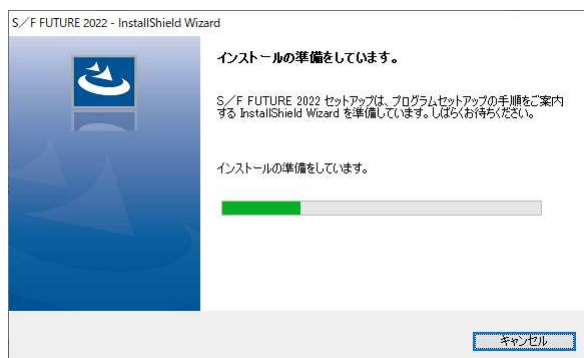 S／F FUTURE 2022 - InstallShield Wizard
インストールの準備をしています。
S／F FUTURE 2022 セットアップは、プログラムセットアップの手順をご案内
する InstallShield Wizard を準備しています。しばらくお待ちください。
インストールの準備をしています。
キャンセル